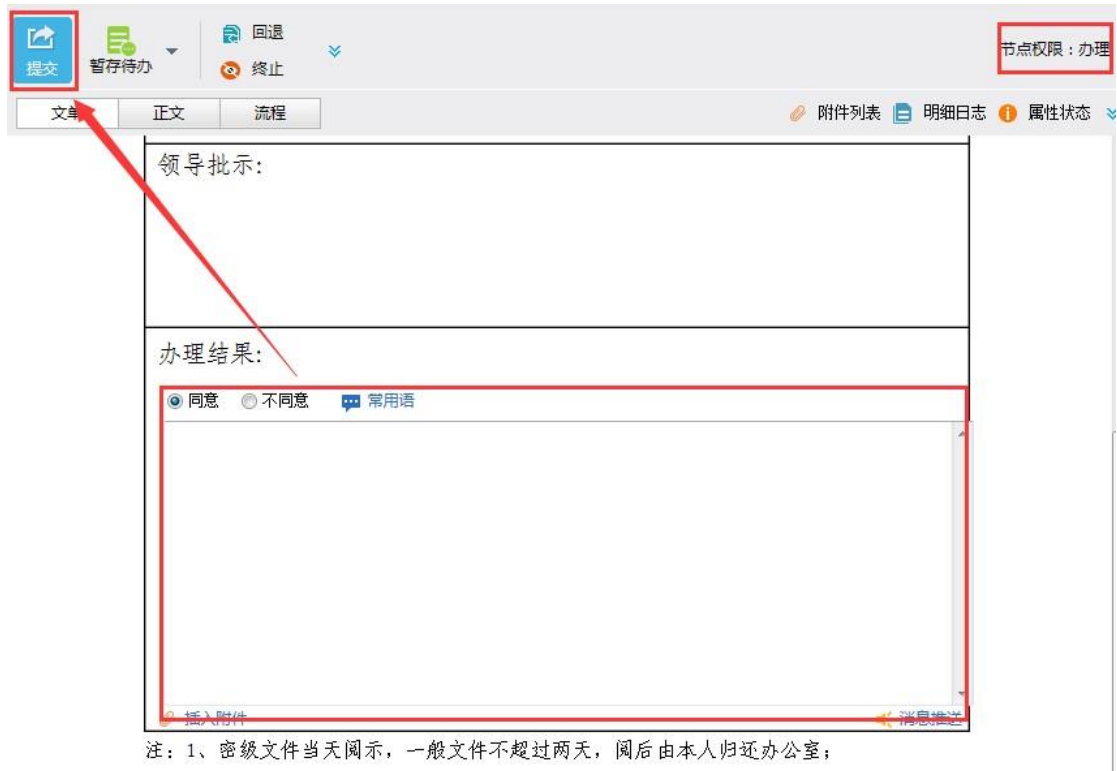 提交
暂存待办
回退
终止
节点权限：办理
文单
正文
流程
附件列表
明细日志
属性状态
领导批示:
办理结果:
同意 不同意 常用语
插入附件 消息推送
注: 1、密级文件当天阅示，一般文件不超过两天，阅后由本人归还办公室;